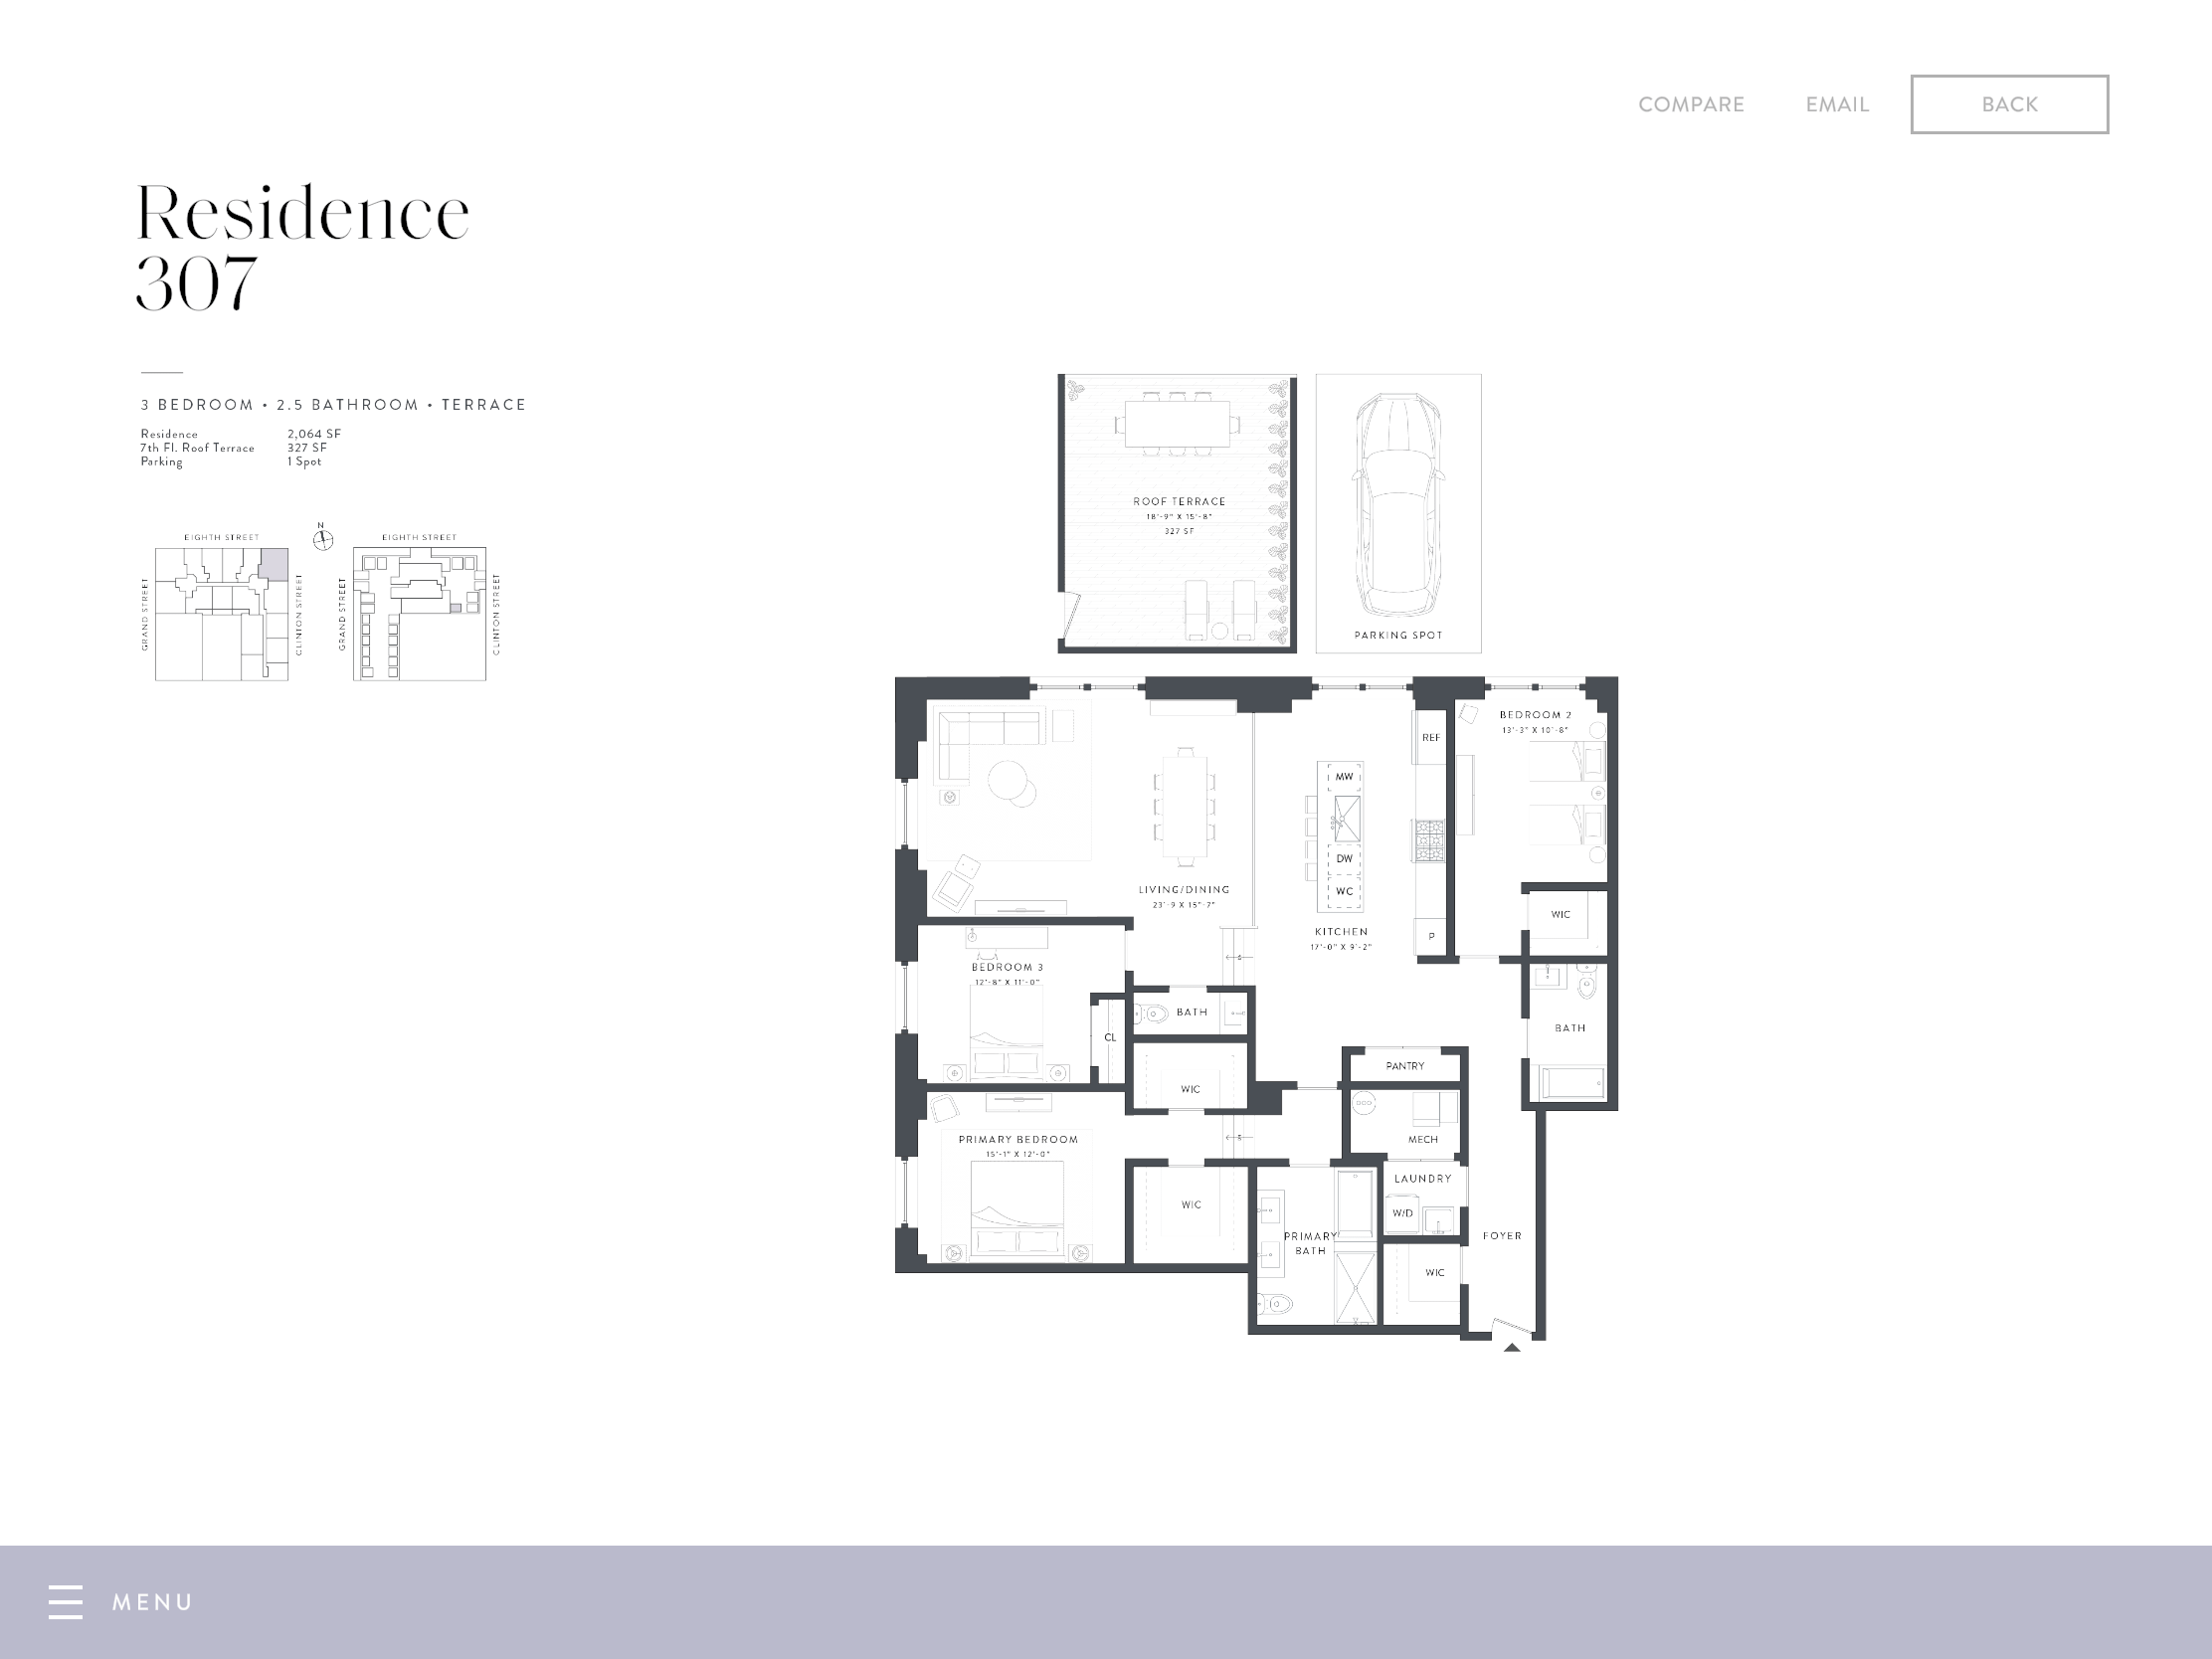 COMPARE
EMAIL
BACK
Residence
307
3 BEDROOM • 2.5 BATHROOM • TERRACE
Residence 2,064 SF
7th Fl. Roof Terrace 327 SF
Parking 1 Spot
N
EIGHTH STREET
EIGHTH STREET
GRAND STREET
CLINTON STREET
GRAND STREET
CLINTON STREET
ROOF TERRACE
18'-9" X 15'-8"
327 SF
PARKING SPOT
BEDROOM 2
13'-3" X 10'-8"
REF
MW
DW
WC
LIVING/DINING
23'-9 X 15'-7"
KITCHEN
17'-0" X 9'-2"
P
WIC
BEDROOM 3
12'-8" X 11'-0"
BATH
BATH
CL
PANTRY
WIC
MECH
PRIMARY BEDROOM
15'-1" X 12'-0"
LAUNDRY
WIC
W/D
PRIMARY
BATH
FOYER
WIC
MENU